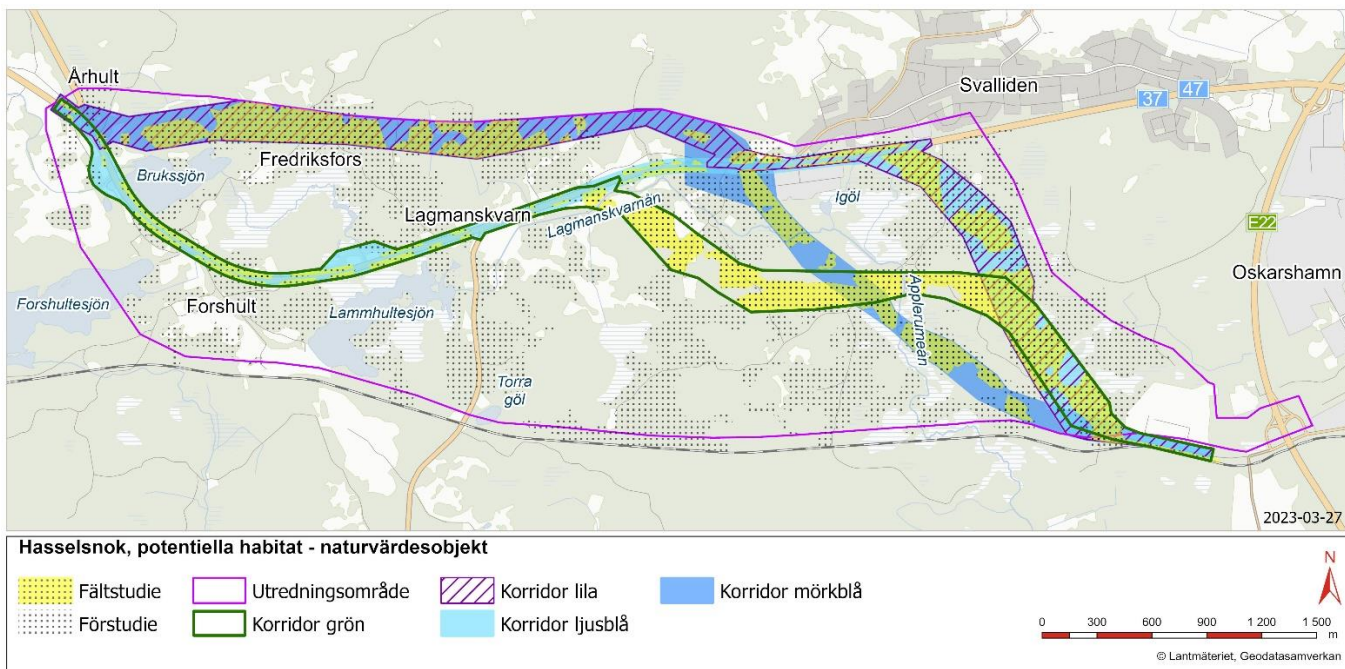 Århult
Svalliden
37
47
Fredriksfors
Brukssjön
Lagmanskvarn
Lagmanskvarnån
Igöl
E22
Oskarshamn
Forshultesjön
Forshult
Lammhultesjön
Applerumeån
Torra
göl
2023-03-27
Hasselsnok, potentiella habitat - naturvärdesobjekt
Fältstudie
Utredningsområde
Korridor lila
Korridor mörkblå
Förstudie
Korridor grön
Korridor ljusblå
N
0 300 600 900 1 200 1 500
m
© Lantmäteriet, Geodatasamverkan